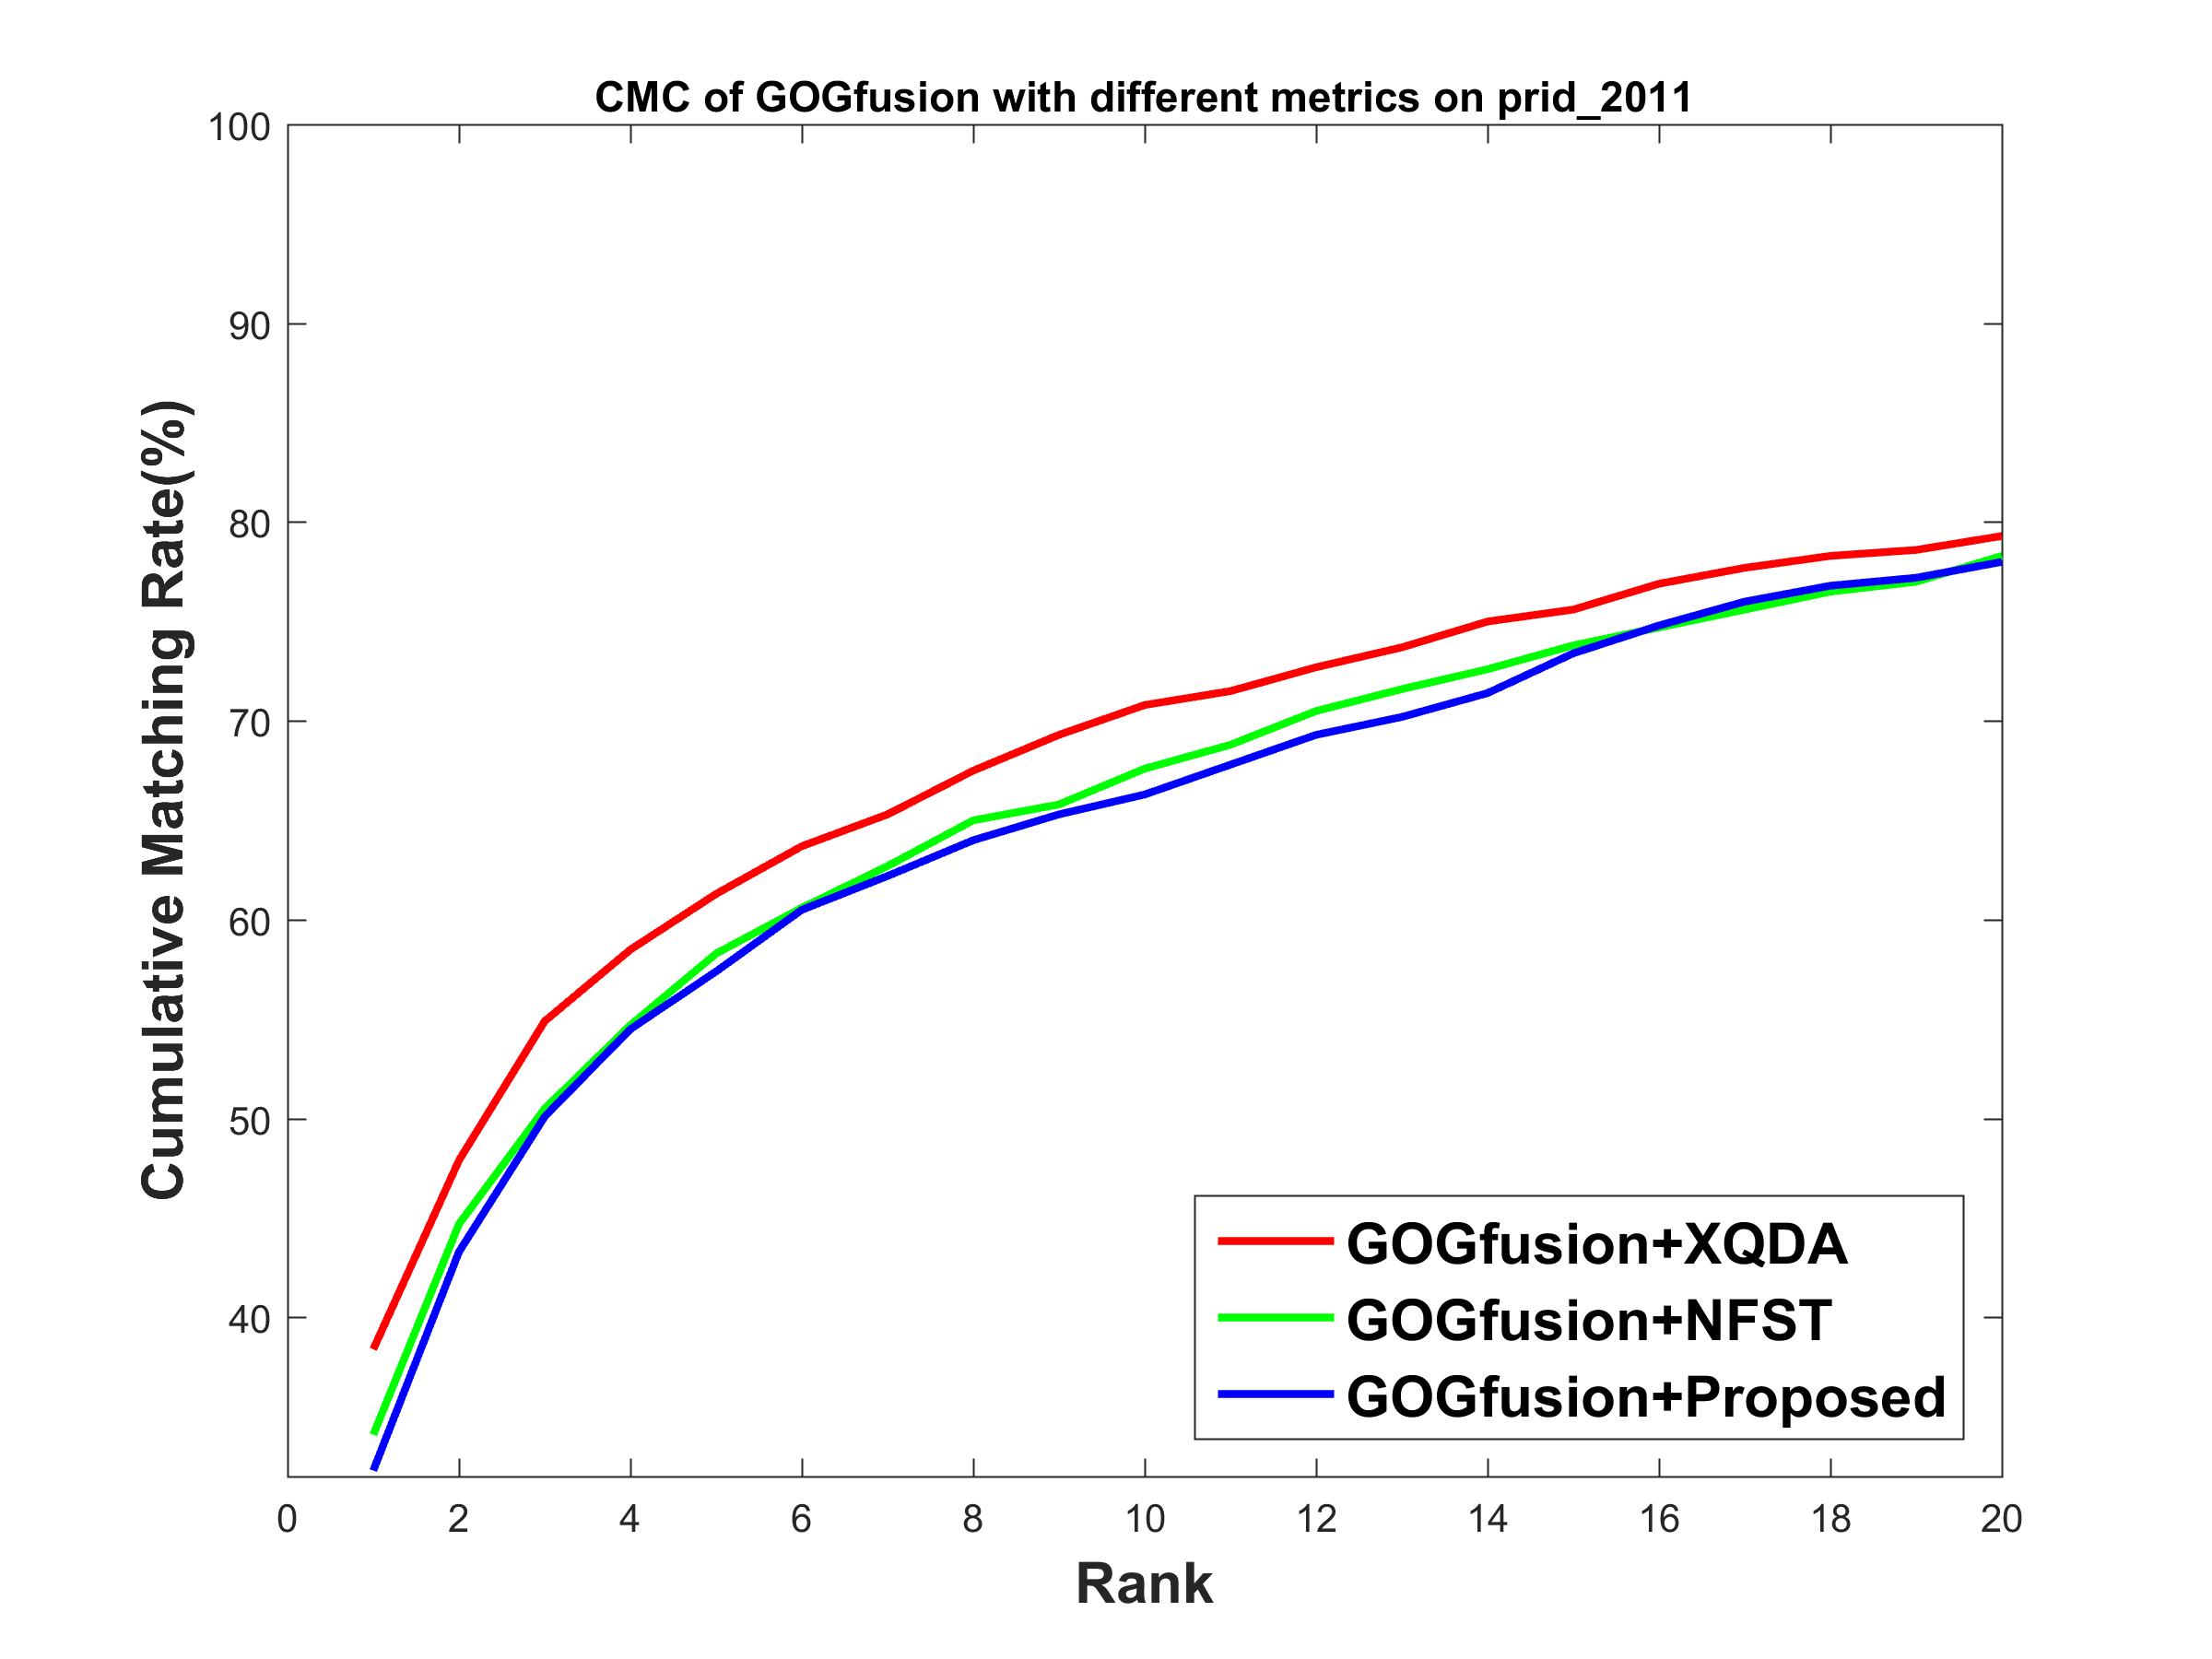 CMC of GOGfusion with different metrics on prid_2011
100
90
80
70
60
50
40
Cumulative Matching Rate(%)
GOGfusion+XQDA
GOGfusion+NFST
GOGfusion+Proposed
0 2 4 6 8 10 12 14 16 18 20
Rank